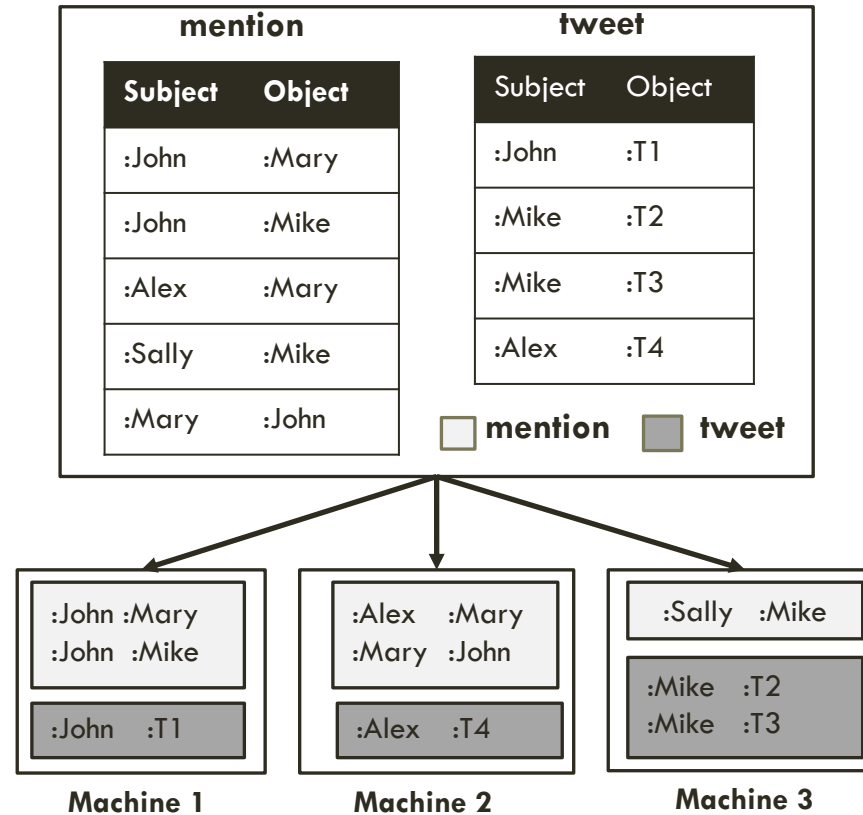 mention
tweet
Subject Object
:John :Mary
:John :Mike
:Alex :Mary
:Sally :Mike
:Mary :John
Subject Object
:John :T1
:Mike :T2
:Mike :T3
:Alex :T4
mention tweet
:John :Mary
:John :Mike
:John :T1
Machine 1
:Alex :Mary
:Mary :John
:Alex :T4
Machine 2
:Sally :Mike
:Mike :T2
:Mike :T3
Machine 3